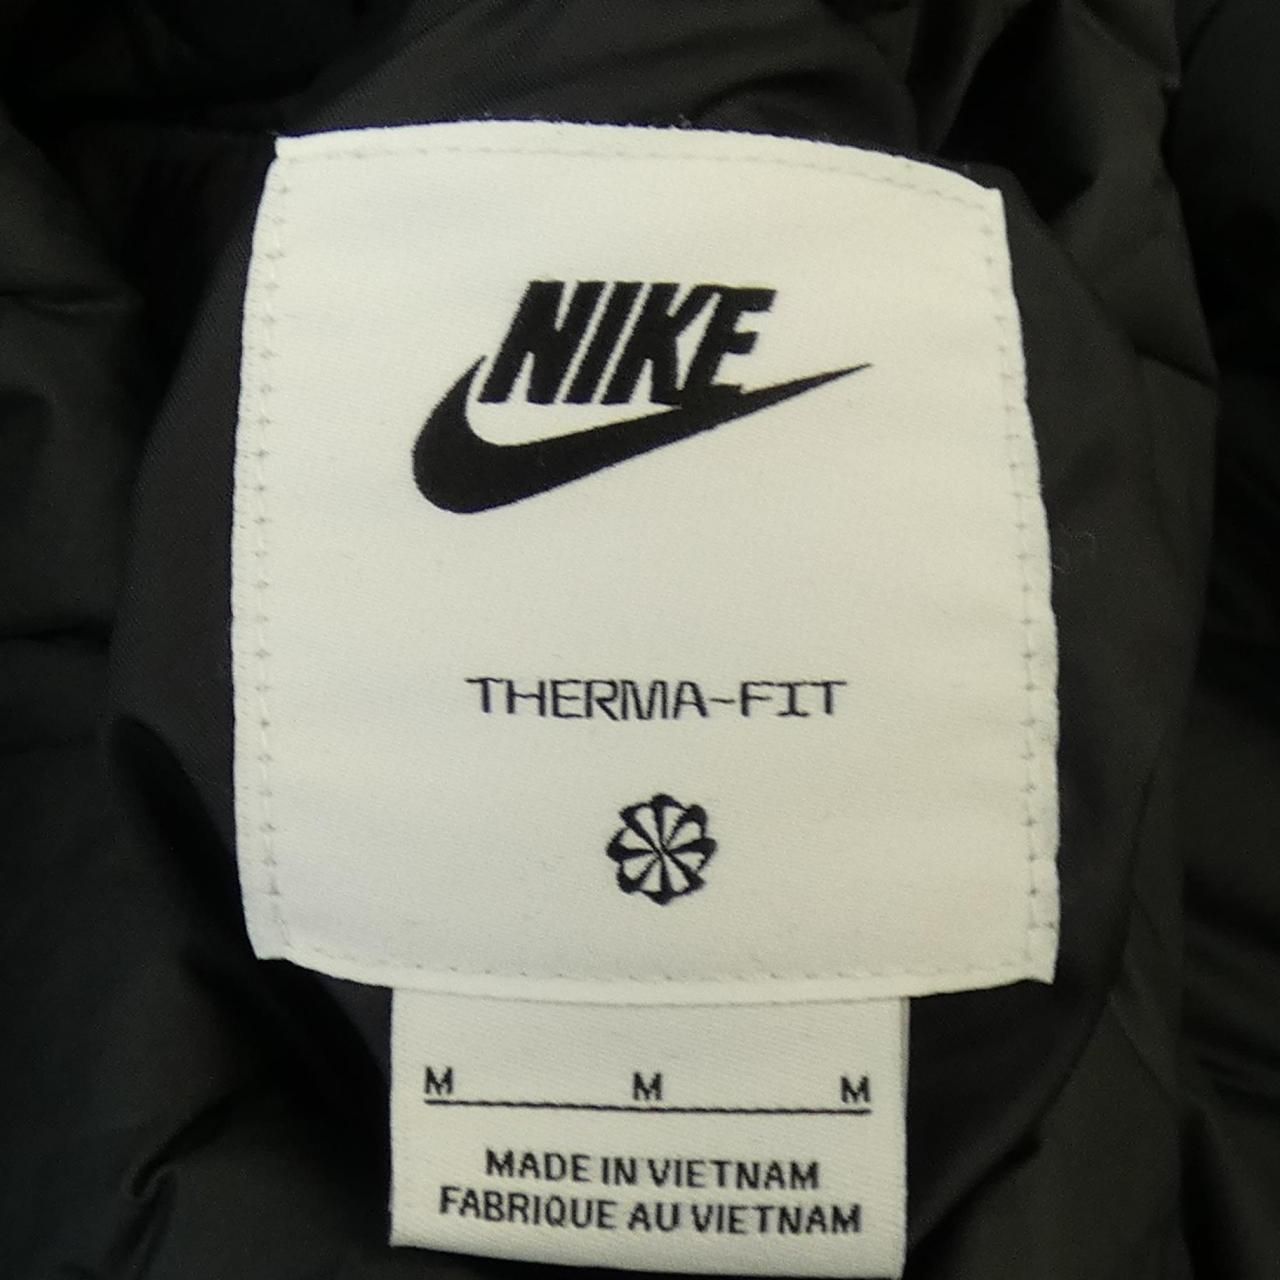 NIKE
THERMA-FIT
M M M
MADE IN VIETNAM
FABRIQUE AU VIETNAM